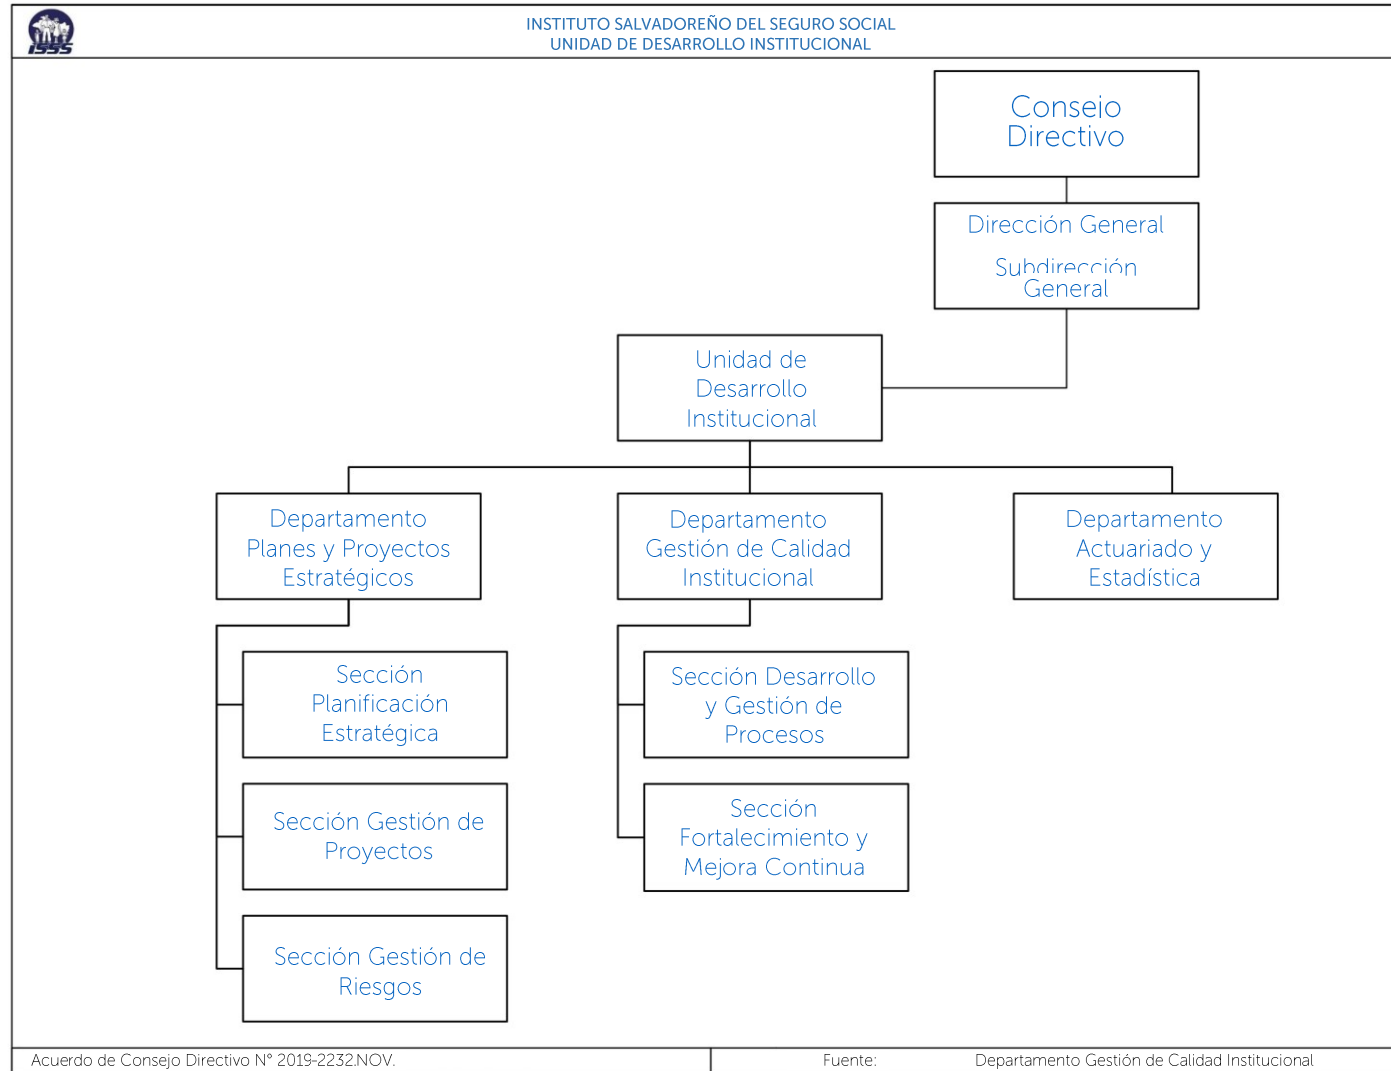 ISSS
INSTITUTO SALVADOREÑO DEL SEGURO SOCIAL
UNIDAD DE DESARROLLO INSTITUCIONAL
Consejo
Directivo
Dirección General
Subdirección
General
Unidad de
Desarrollo
Institucional
Departamento
Planes y Proyectos
Estratégicos
Departamento
Gestión de Calidad
Institucional
Departamento
Actuariado y
Estadística
Sección
Planificación
Estratégica
Sección Gestión de
Proyectos
Sección Gestión de
Riesgos
Sección Desarrollo
y Gestión de
Procesos
Sección
Fortalecimiento y
Mejora Continua
Acuerdo de Consejo Directivo N° 2019-2232.NOV.
Fuente: Departamento Gestión de Calidad Institucional